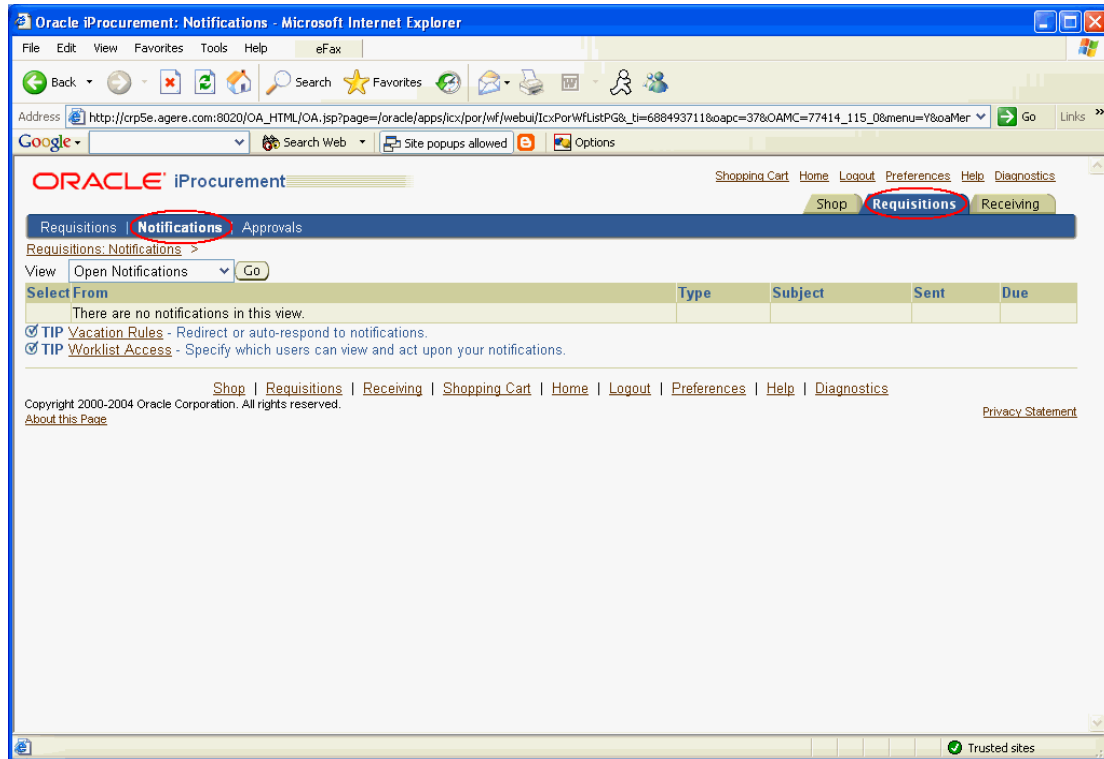 Oracle iProcurement: Notifications - Microsoft Internet Explorer
File Edit View Favorites Tools Help eFax
Back Search Favorites
Address http://crp5e.agere.com:8020/OA_HTML/OA.jsp?page=/oracle/apps/icx/por/wf/webui/IcxPorWfListPG&_ti=688493711&oapc=37&OAMC=77414_115_0&menu=Y&oaMer Go Links »
Google Search Web Site popups allowed Options
ORACLE iProcurement
Shopping Cart Home Logout Preferences Help Diagnostics
Shop Requisitions Receiving
Requisitions | Notifications | Approvals
Requisitions: Notifications >
View Open Notifications Go
Select From Type Subject Sent Due
There are no notifications in this view.
TIP Vacation Rules - Redirect or auto-respond to notifications.
TIP Worklist Access - Specify which users can view and act upon your notifications.
Shop | Requisitions | Receiving | Shopping Cart | Home | Logout | Preferences | Help | Diagnostics
Copyright 2000-2004 Oracle Corporation. All rights reserved.
About this Page
Privacy Statement
Trusted sites